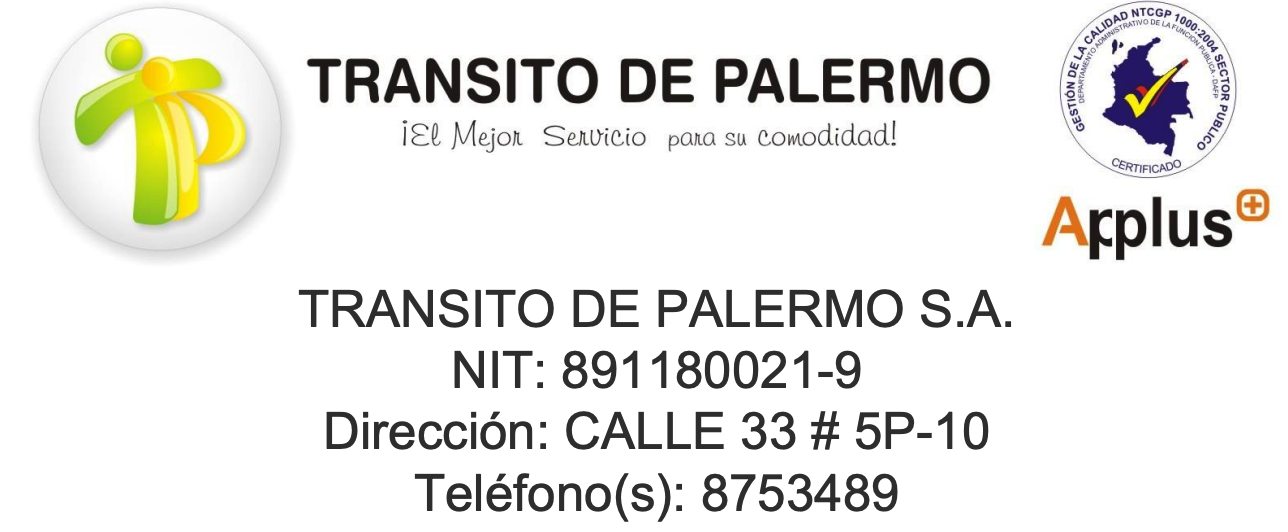 TRANSITO DE PALERMO
¡El Mejor Servicio para su comodidad!
GESTIÓN DE LA CALIDAD NTCGP 1000:2004 SECTOR PUBLICO
DEPARTAMENTO ADMINISTRATIVO DE LA FUNCION PUBLICA - DAFP
CERTIFICADO
Applus+
TRANSITO DE PALERMO S.A.
NIT: 891180021-9
Dirección: CALLE 33 # 5P-10
Teléfono(s): 8753489